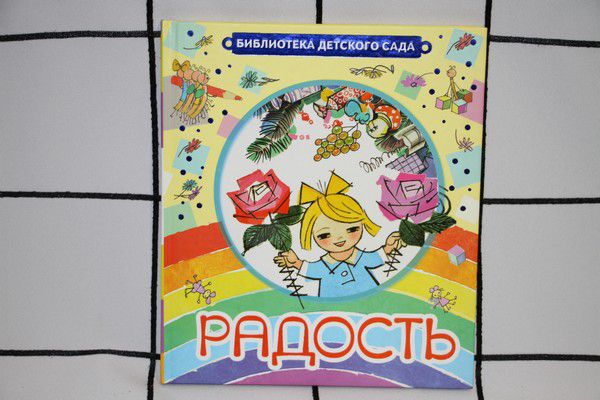 БИБЛИОТЕКА ДЕТСКОГО САДА
РАДОСТЬ